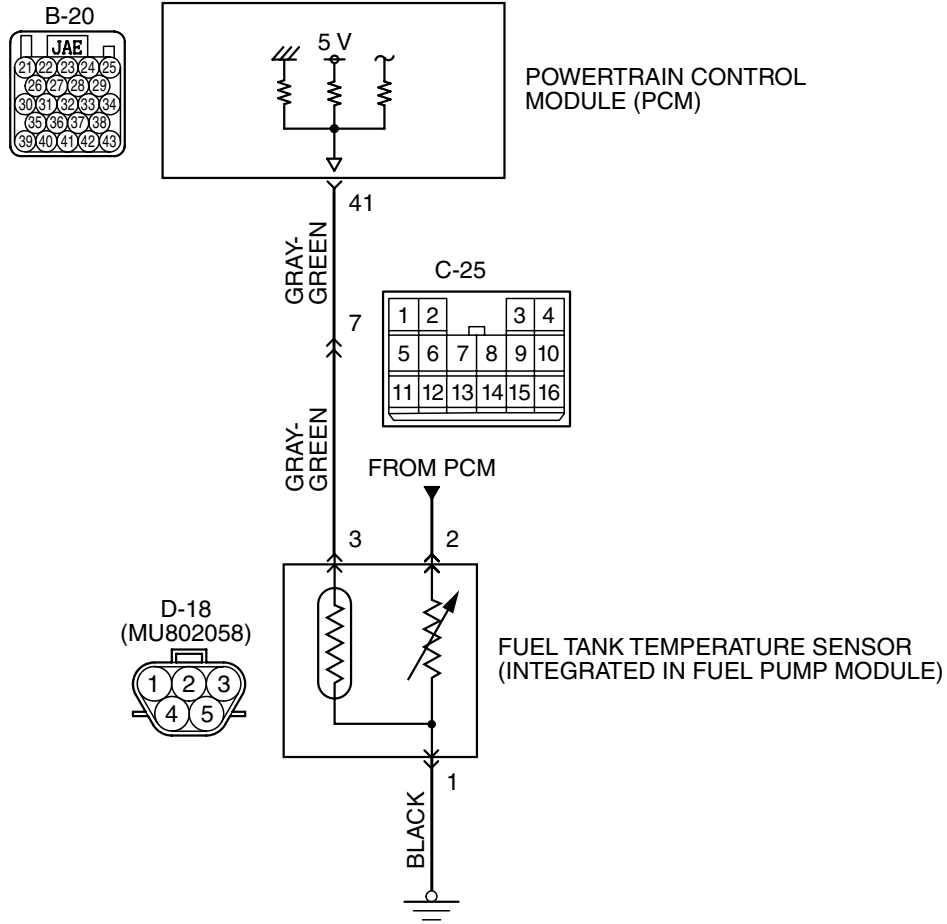 B-20
JAE
21 22 23 24 25
26 27 28 29
30 31 32 33 34
35 36 37 38
39 40 41 42 43
5 V
POWERTRAIN CONTROL
MODULE (PCM)
41
GRAY-
GREEN
7
C-25
1 2 3 4
5 6 7 8 9 10
11 12 13 14 15 16
GRAY-
GREEN
FROM PCM
3
2
D-18
(MU802058)
1 2 3
4 5
FUEL TANK TEMPERATURE SENSOR
(INTEGRATED IN FUEL PUMP MODULE)
1
BLACK